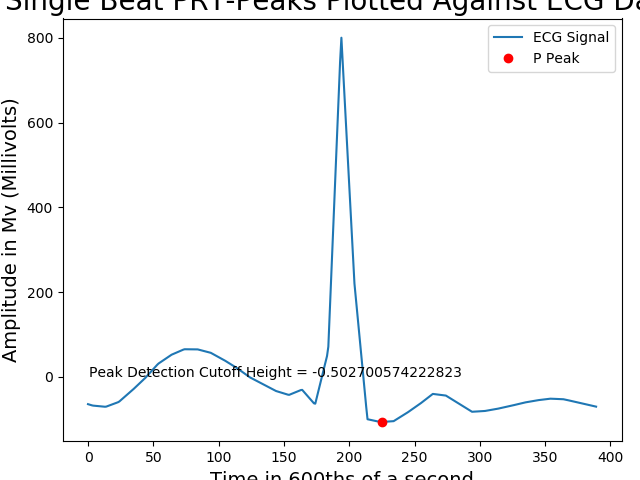 Single Beat PRT-Peaks Plotted Against ECG Da
800
600
400
200
0
Amplitude in Mv (Millivolts)
ECG Signal
P Peak
Peak Detection Cutoff Height = -0.502700574222823
0 50 100 150 200 250 300 350 400
Time in 600ths of a second